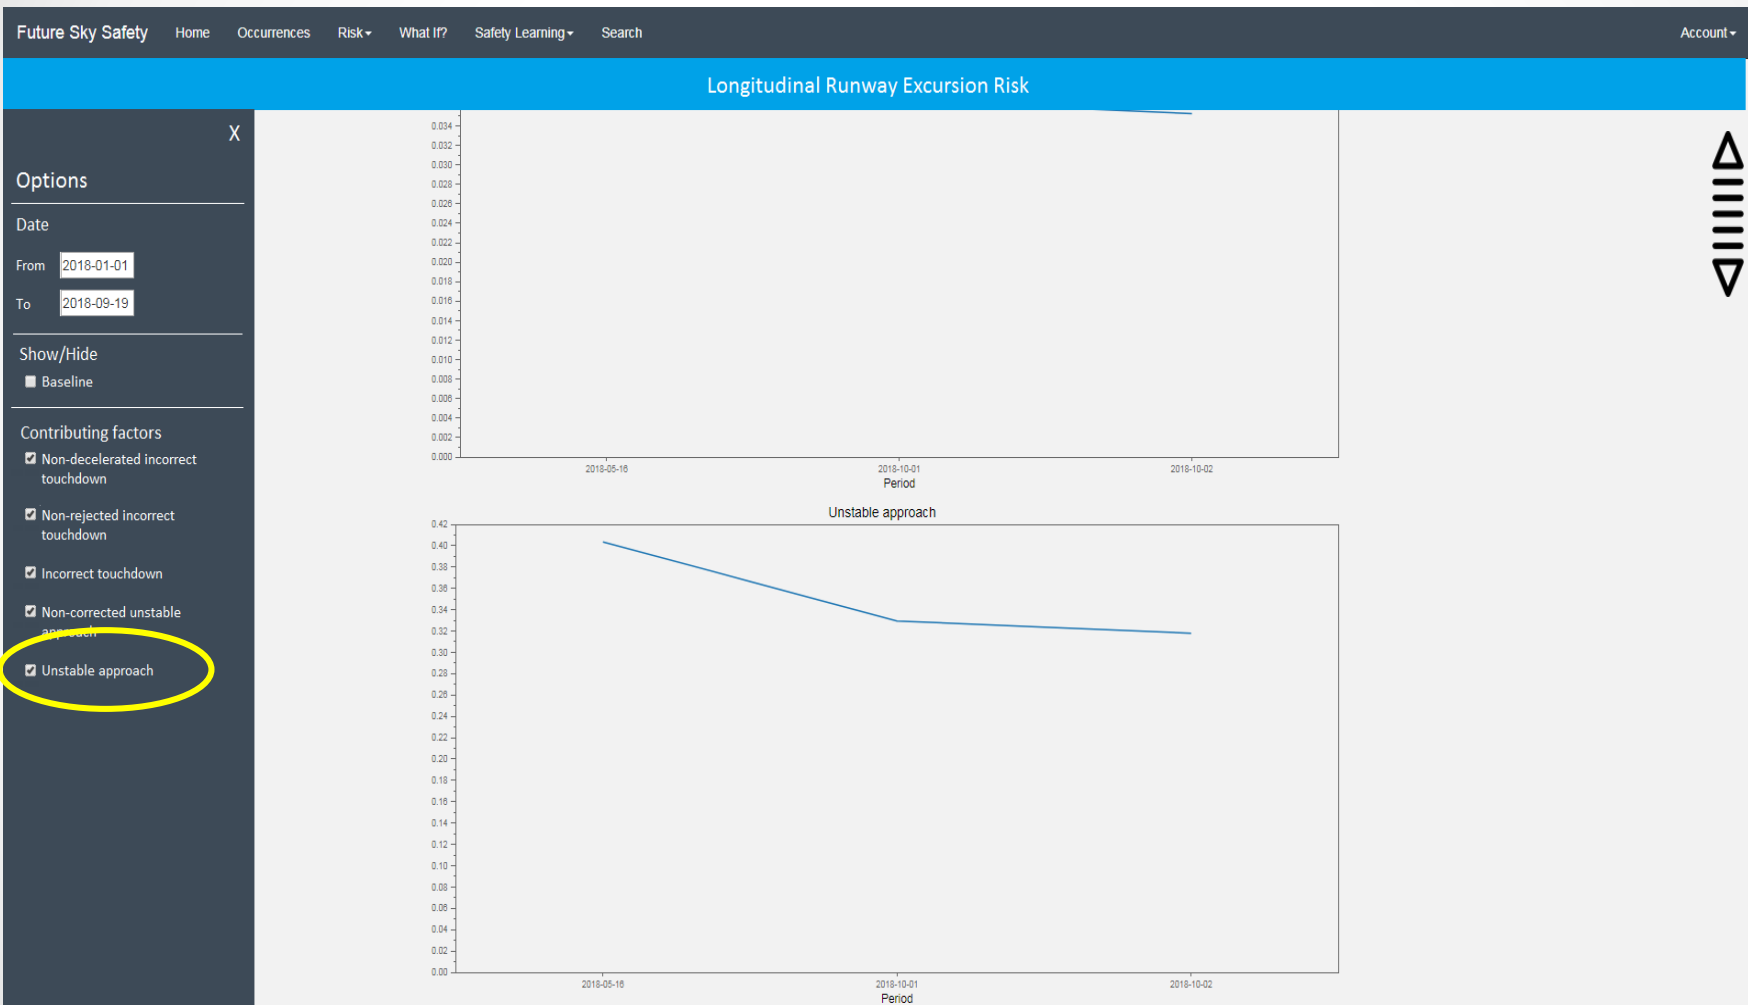 Future Sky Safety Home Occurrences Risk What If? Safety Learning Search Account
Longitudinal Runway Excursion Risk
X
Options
Date
From 2018-01-01
To 2018-09-19
Show/Hide
Baseline
Contributing factors
Non-decelerated incorrect
touchdown
Non-rejected incorrect
touchdown
Incorrect touchdown
Non-corrected unstable
approach
Unstable approach
0.034
0.032
0.030
0.028
0.026
0.024
0.022
0.020
0.018
0.016
0.014
0.012
0.010
0.008
0.006
0.004
0.002
0.000
2018-05-16 2018-10-01 2018-10-02
Period
Unstable approach
0.42
0.40
0.38
0.36
0.34
0.32
0.30
0.28
0.26
0.24
0.22
0.20
0.18
0.16
0.14
0.12
0.10
0.08
0.06
0.04
0.02
0.00
2018-05-16 2018-10-01 2018-10-02
Period